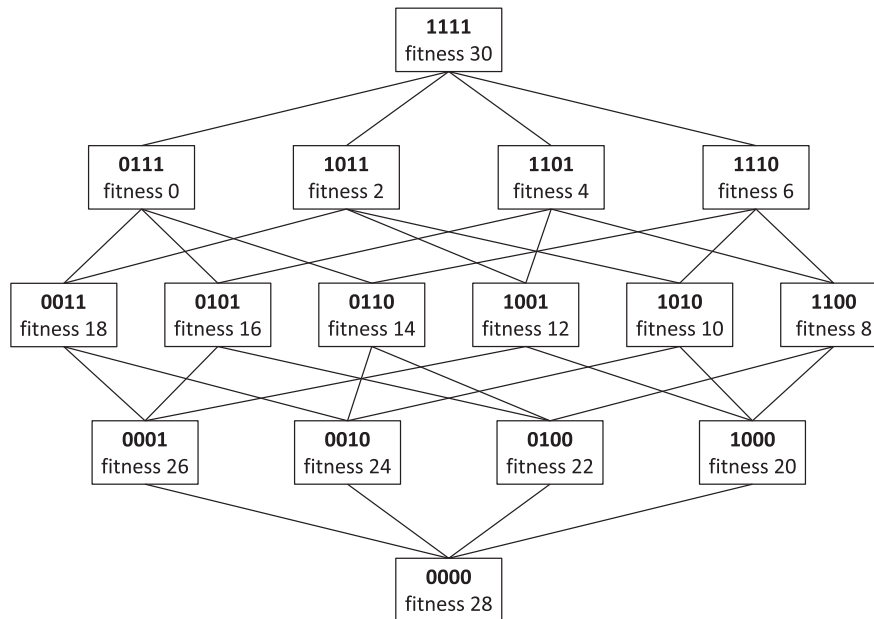 1111
fitness 30
0111
fitness 0
1011
fitness 2
1101
fitness 4
1110
fitness 6
0011
fitness 18
0101
fitness 16
0110
fitness 14
1001
fitness 12
1010
fitness 10
1100
fitness 8
0001
fitness 26
0010
fitness 24
0100
fitness 22
1000
fitness 20
0000
fitness 28